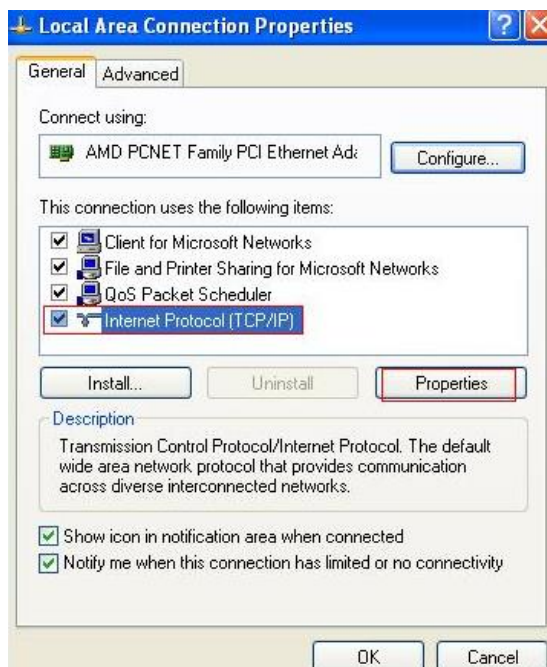 Local Area Connection Properties
General Advanced
Connect using:
AMD PCNET Family PCI Ethernet Ada
Configure...
This connection uses the following items:
Client for Microsoft Networks
File and Printer Sharing for Microsoft Networks
QoS Packet Scheduler
Internet Protocol (TCP/IP)
Install... Uninstall Properties
Description
Transmission Control Protocol/Internet Protocol. The default
wide area network protocol that provides communication
across diverse interconnected networks.
Show icon in notification area when connected
Notify me when this connection has limited or no connectivity
OK Cancel